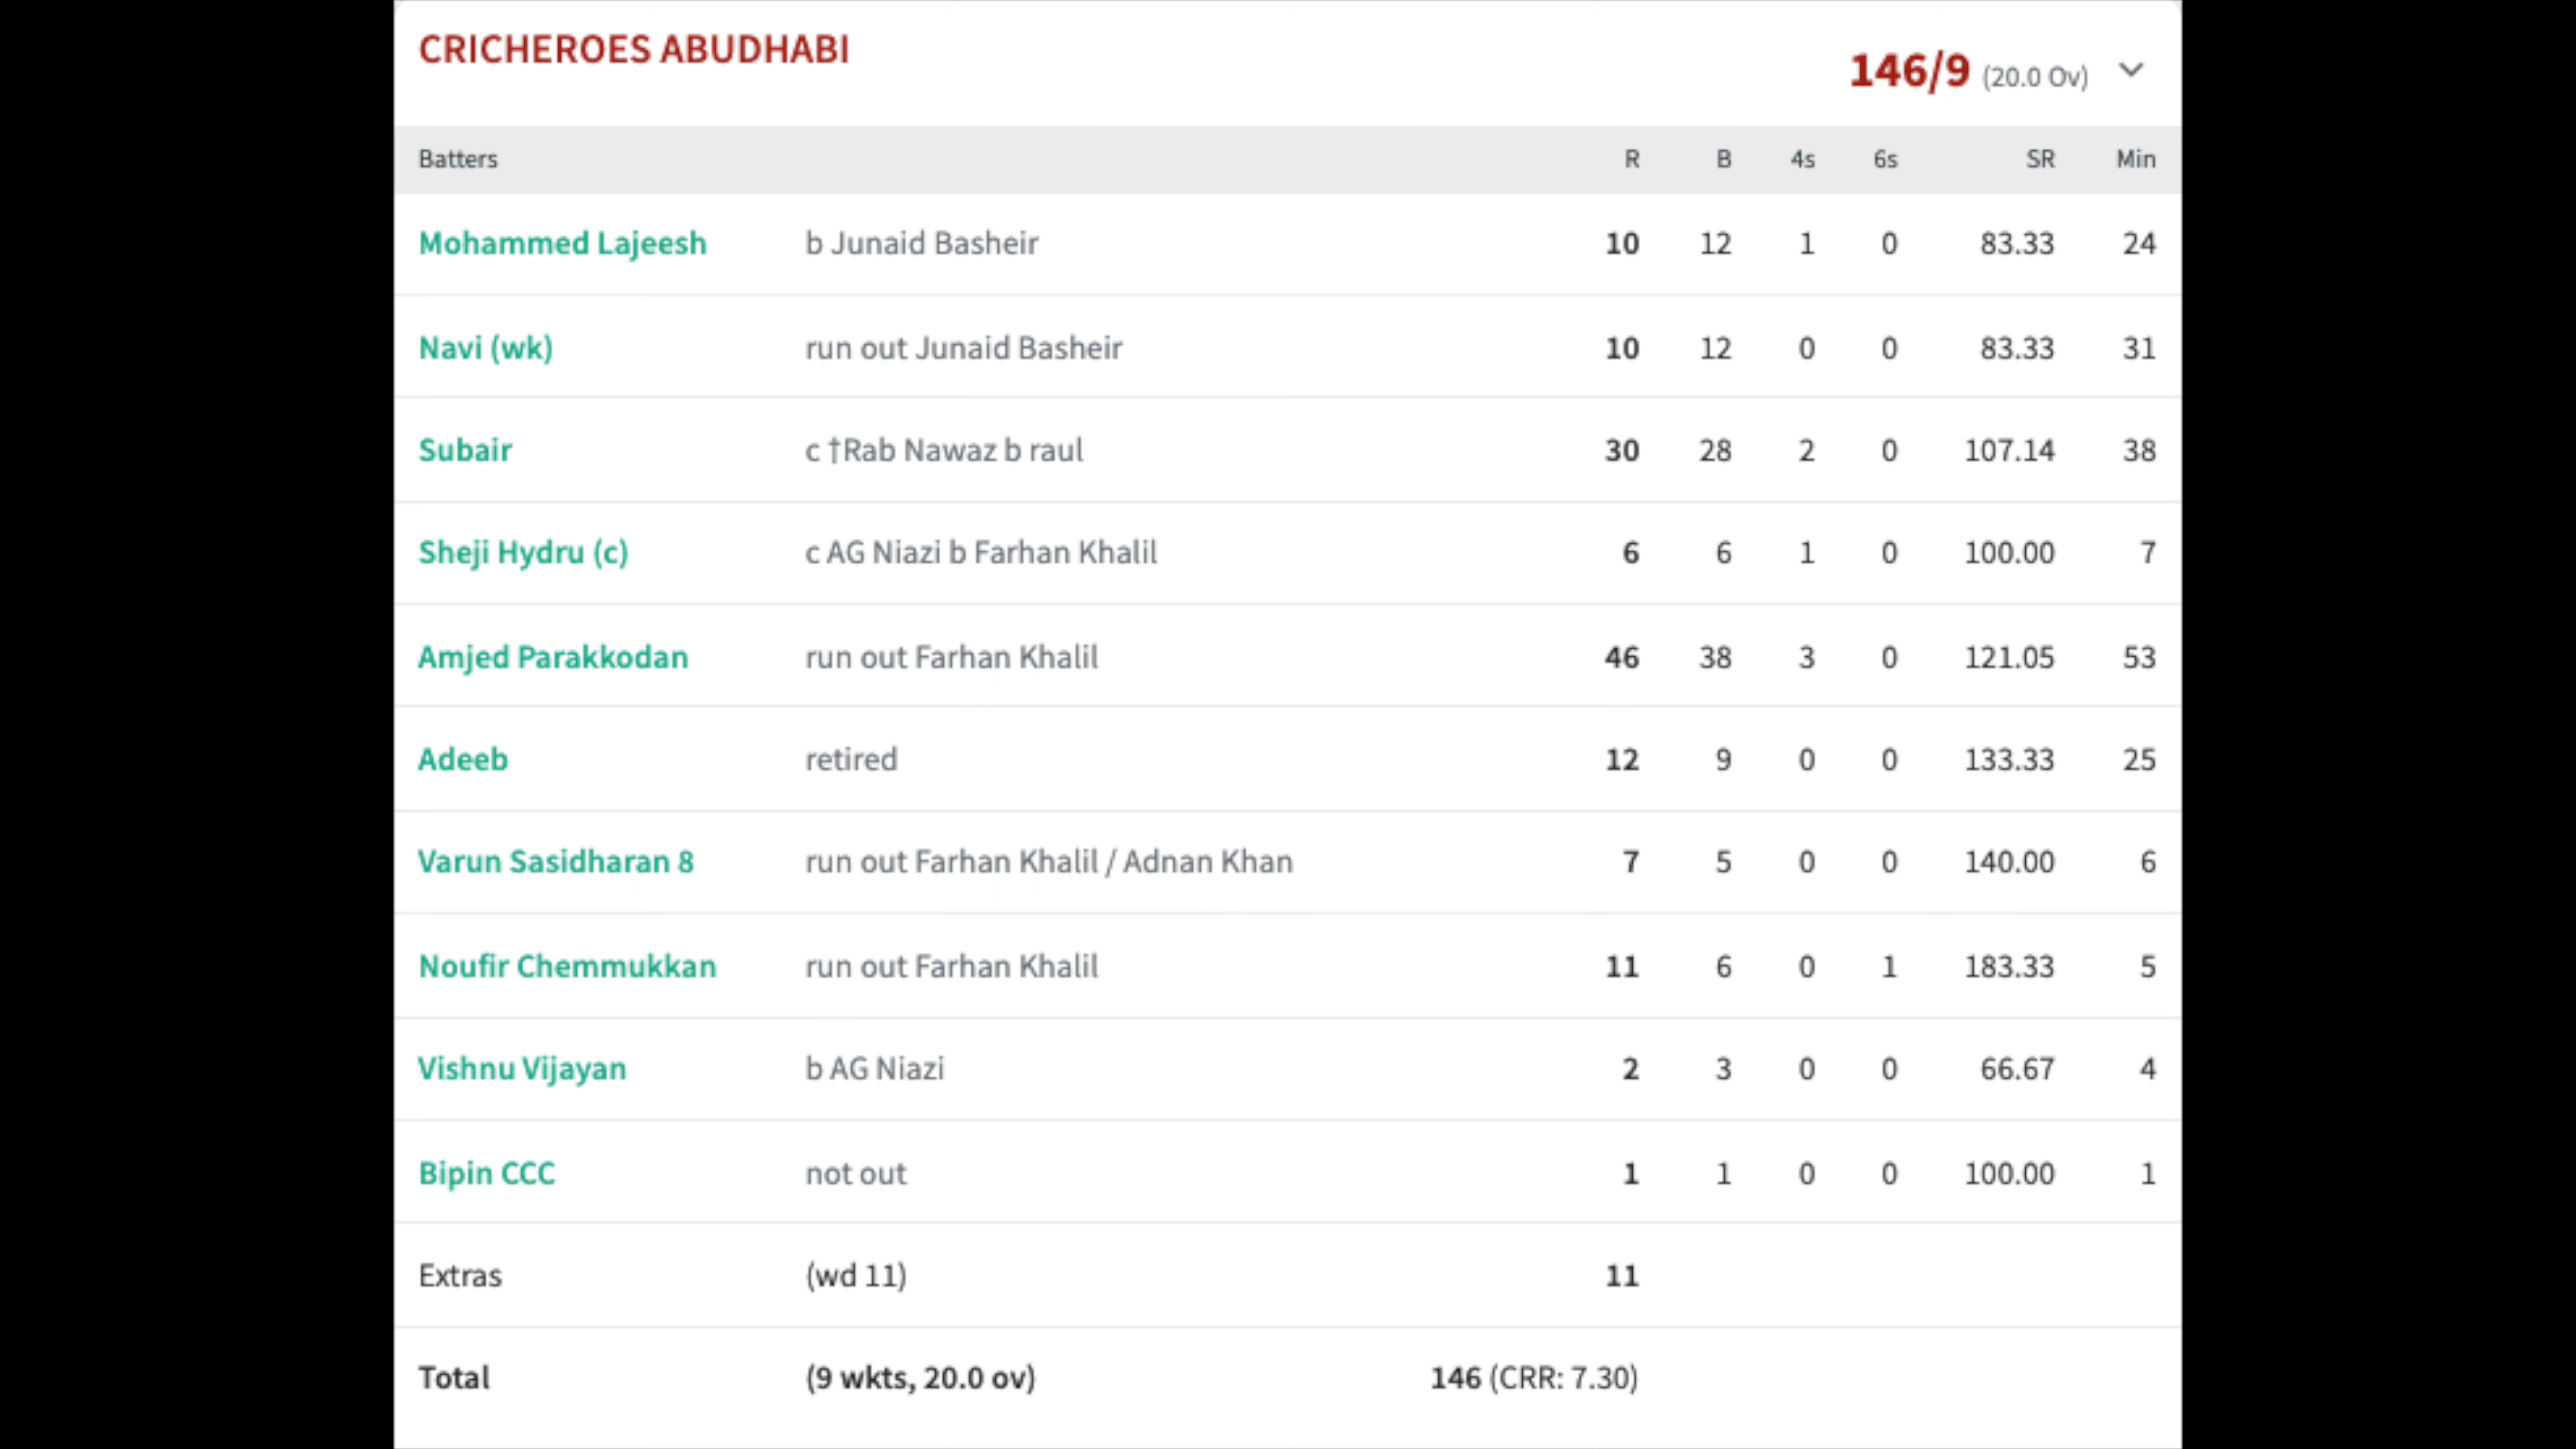 CRICHEROES ABUDHABI
146/9 (20.0 Ov)
Batters R B 4s 6s SR Min
Mohammed Lajeesh b Junaid Basheir 10 12 1 0 83.33 24
Navi (wk) run out Junaid Basheir 10 12 0 0 83.33 31
Subair c †Rab Nawaz b raul 30 28 2 0 107.14 38
Sheji Hydru (c) c AG Niazi b Farhan Khalil 6 6 1 0 100.00 7
Amjed Parakkodan run out Farhan Khalil 46 38 3 0 121.05 53
Adeeb retired 12 9 0 0 133.33 25
Varun Sasidharan 8 run out Farhan Khalil / Adnan Khan 7 5 0 0 140.00 6
Noufir Chemmukkan run out Farhan Khalil 11 6 0 1 183.33 5
Vishnu Vijayan b AG Niazi 2 3 0 0 66.67 4
Bipin CCC not out 1 1 0 0 100.00 1
Extras (wd 11) 11
Total (9 wkts, 20.0 ov) 146 (CRR: 7.30)